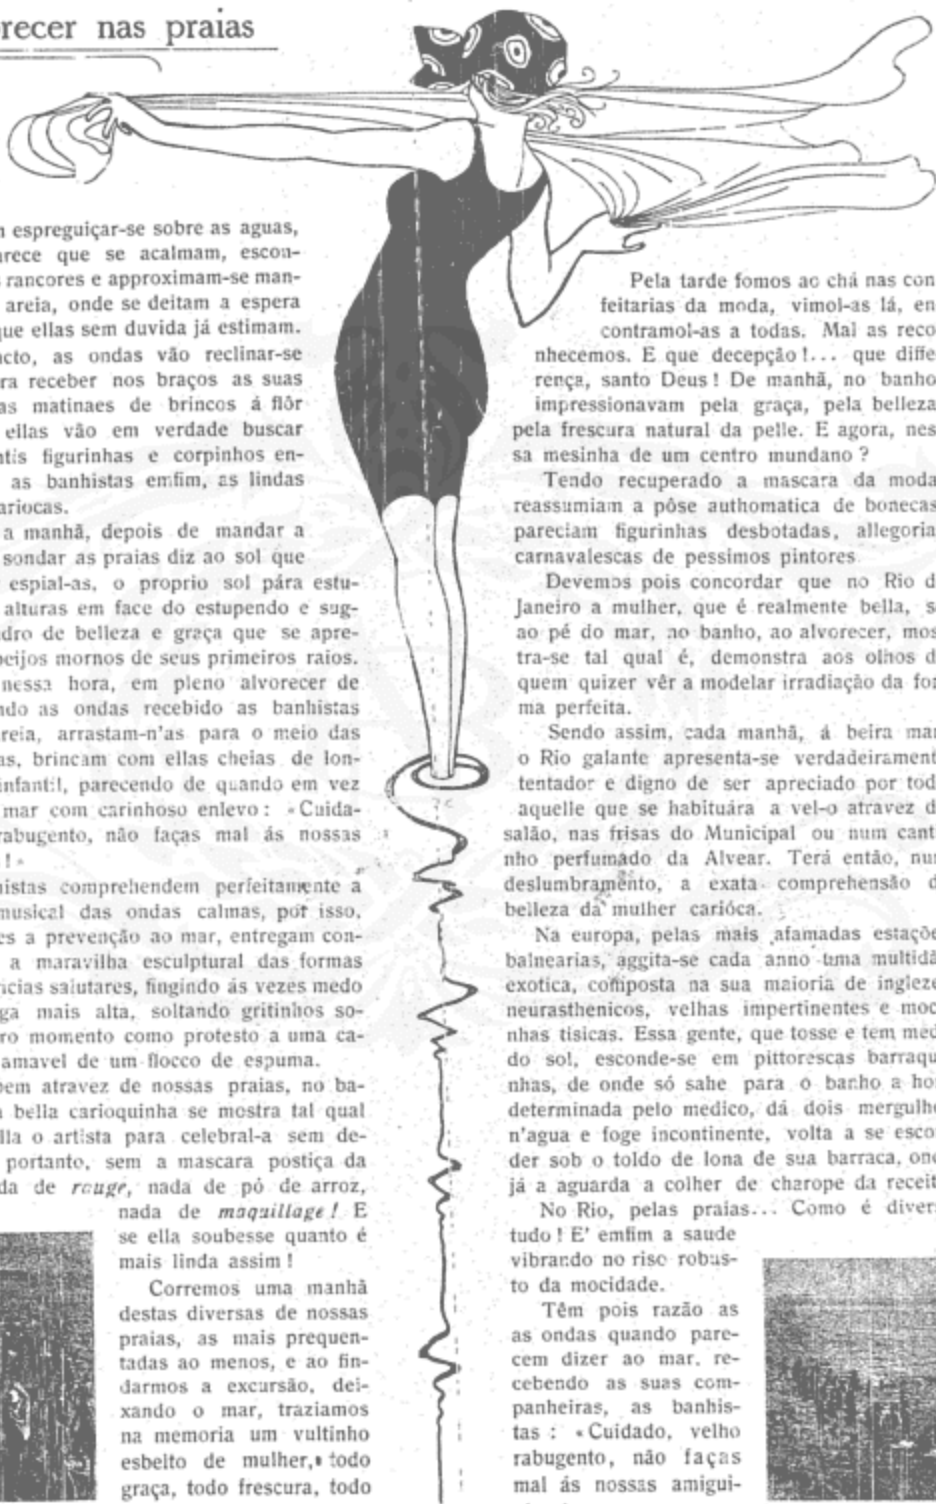 recer nas praias
espreguiçar-se sobre as aguas,
arece que se acalmam, escon-
rancores e approximam-se man-
areia, onde se deitam a espera
que ellas sem duvida já estimam.
acto, as ondas vão reclinar-se
ra receber nos braços as suas
as matinaes de brincos á flôr
ellas vão em verdade buscar
ntis figurinhas e corpinhos en-
as banhistas emfim, as lindas
ariocas.
a manhã, depois de mandar a
sondar as praias diz ao sol que
espial-as, o proprio sol pára estu-
alturas em face do estupendo e sug-
dro de belleza e graça que se apre-
beijos mornos de seus primeiros raios.
nessa hora, em pleno alvorecer de
ndo as ondas recebido as banhistas
reia, arrastam-n'as para o meio das
as, brincam com ellas cheias de lon-
infantil, parecendo de quando em vez
mar com carinhoso enlevo: «Cuida-
rabugento, não faças mal ás nossas
!»
nistas comprehendem perfeitamente a
musical das ondas calmas, por isso,
es a prevenção ao mar, entregam con-
a maravilha esculptural das formas
ncias salutares, fingindo ás vezes medo
ga mais alta, soltando gritinhos so-
ro momento como protesto a uma ca-
amavel de um flocco de espuma.
bem atravez de nossas praias, no ba-
a bella carioquinha se mostra tal qual
lla o artista para celebral-a sem de-
portanto, sem a mascara postiça da
da de rouge, nada de pó de arroz,
nada de maquillage! E
se ella soubesse quanto é
mais linda assim!
Corremos uma manhã
destas diversas de nossas
praias, as mais prequen-
tadas ao menos, e ao fin-
darmos a excursão, dei-
xando o mar, traziamos
na memoria um vultinho
esbelto de mulher, todo
graça, todo frescura, todo
Pela tarde fomos ao chá nas con
feitarias da moda, vimol-as lá, en
contramol-as a todas. Mal as reco
nhecemos. E que decepção!... que diffe
rença, santo Deus! De manhã, no banho
impressionavam pela graça, pela belleza
pela frescura natural da pelle. E agora, nes
sa mesinha de um centro mundano?
Tendo recuperado a mascara da moda
reassumiam a pôse authomatica de bonecas
pareciam figurinhas desbotadas, allegoria
carnavalescas de pessimos pintores
Devemos pois concordar que no Rio d
Janeiro a mulher, que é realmente bella, s
ao pé do mar, no banho, ao alvorecer, mos
tra-se tal qual é, demonstra aos olhos d
quem quizer vêr a modelar irradiação da for
ma perfeita.
Sendo assim, cada manhã, á beira mar
o Rio galante apresenta-se verdadeirament
tentador e digno de ser apreciado por tod
aquelle que se habituára a vel-o atravez d
salão, nas frisas do Municipal ou num canti
nho perfumado da Alvear. Terá então, num
deslumbramento, a exata comprehensão d
belleza da mulher carióca.
Na europa, pelas mais afamadas estaçõe
balnearias, aggita-se cada anno uma multidã
exotica, composta na sua maioria de ingleze
neurasthenicos, velhas impertinentes e moc
nhas tisicas. Essa gente, que tosse e tem med
do sol, esconde-se em pittorescas barraqui
nhas, de onde só sahe para o banho a hor
determinada pelo medico, dá dois mergulho
n'agua e foge incontinente, volta a se escon
der sob o toldo de lona de sua barraca, ond
já a aguarda a colher de charope da receit
No Rio, pelas praias... Como é divers
tudo! E' emfim a saude
vibrando no riso robus-
to da mocidade.
Têm pois razão as
as ondas quando pare-
cem dizer ao mar, re-
cebendo as suas com-
panheiras, as banhis-
tas: «Cuidado, velho
rabugento, não faças
mal ás nossas amigui-